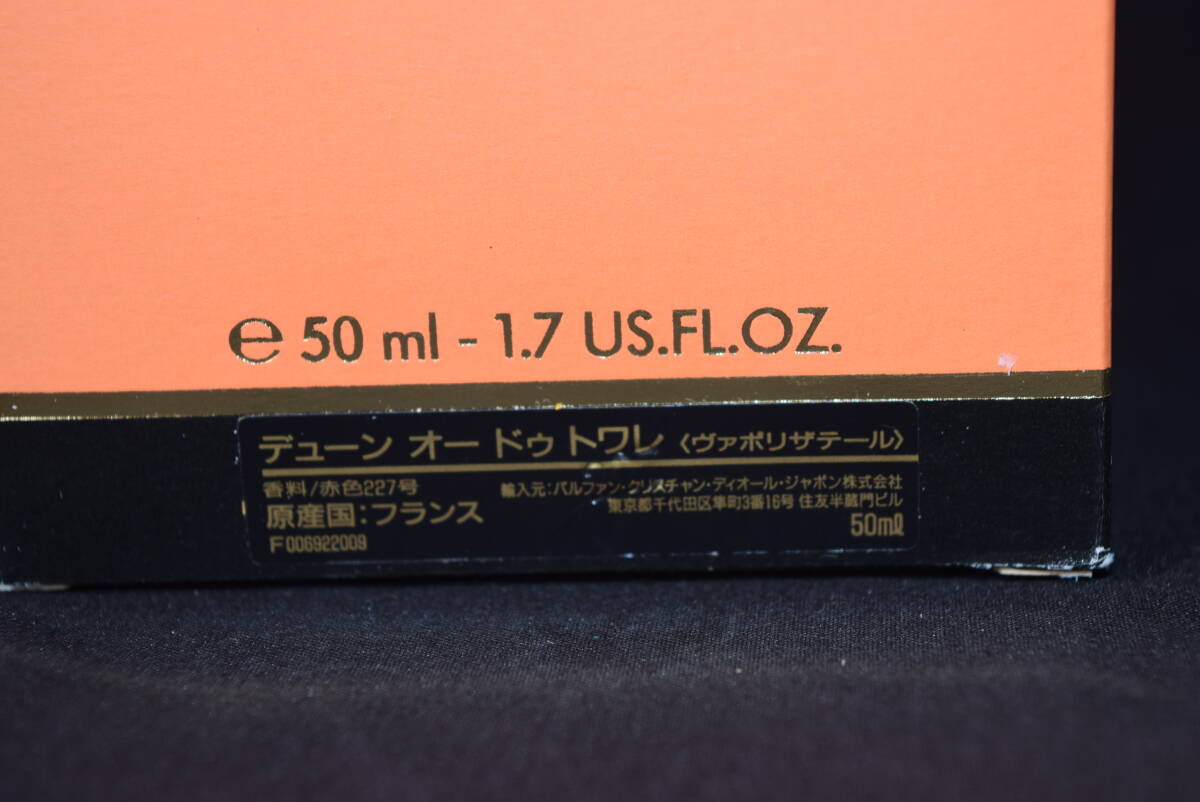 ℮ 50 ml - 1.7 US.FL.OZ.
デューン オー ドゥ トワレ 〈ヴァポリザテール〉
香料/赤色227号
輸入元:パルファン・クリスチャン・ディオール・ジャポン株式会社
原産国:フランス
東京都千代田区隼町3番16号 住友半蔵門ビル
F006922009
50mℓ